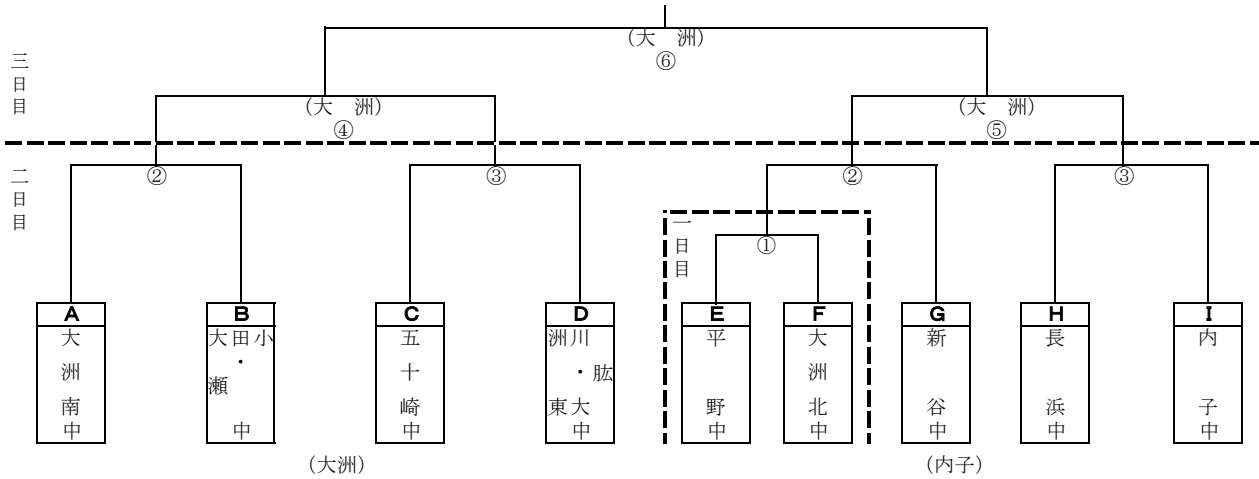 (大　洲)
⑥
三日目
(大　洲)
④
(大　洲)
⑤
二日目
②
③
②
③
一日目
①
A
B
C
D
E
F
G
H
I
大洲南中
小田・大瀬中
五十崎中
肱川・大洲東中
平野中
大洲北中
新谷中
長浜中
内子中
(大洲)
(内子)